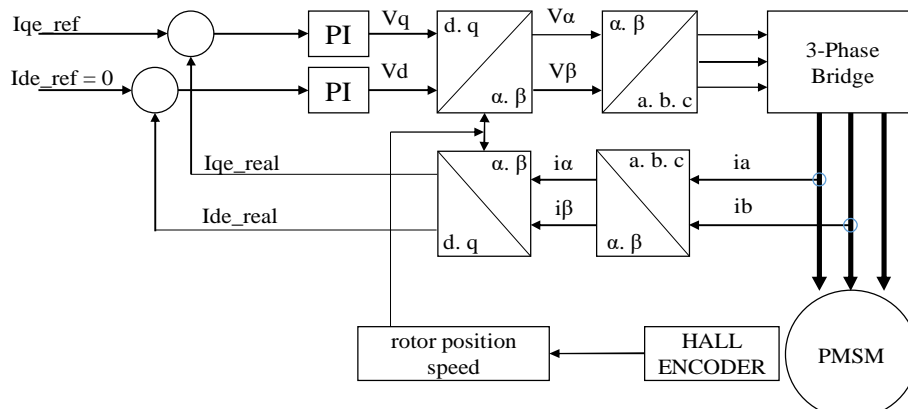 Iqe_ref
Vq
d. q
Vα
α. β
3-Phase
Bridge
PI
Ide_ref = 0
Vd
Vβ
PI
α. β
a. b. c
Iqe_real
α. β
iα
a. b. c
ia
Ide_real
iβ
ib
d. q
α. β
rotor position
speed
HALL
ENCODER
PMSM